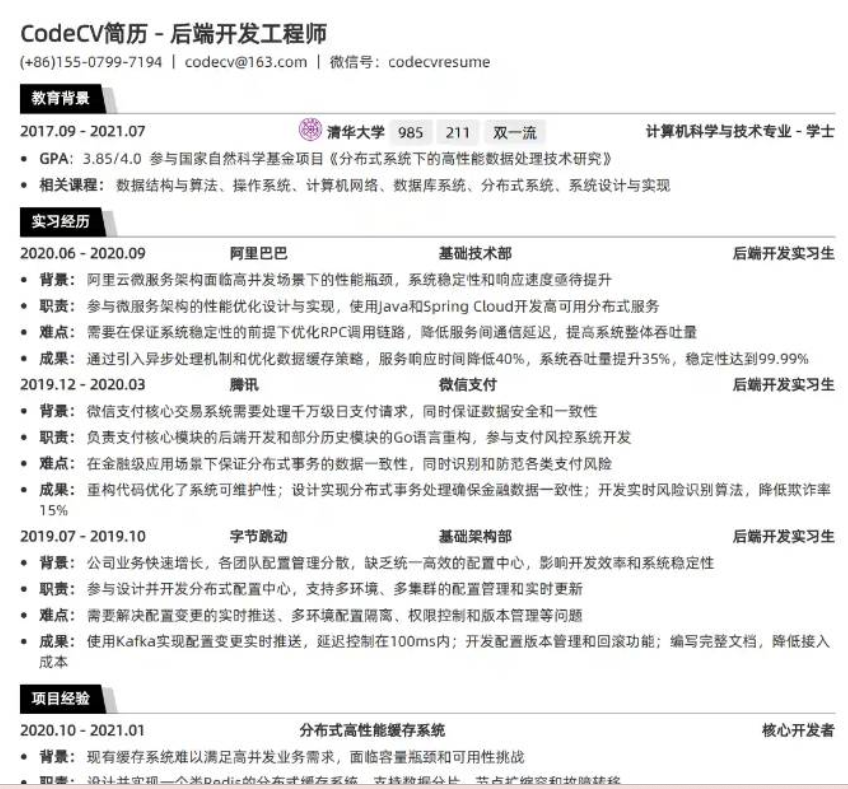 CodeCV简历 - 后端开发工程师
(+86)155-0799-7194 | codecv@163.com | 微信号：codecvresume
教育背景
2017.09 - 2021.07 清华大学 985 211 双一流 计算机科学与技术专业 - 学士
• GPA：3.85/4.0 参与国家自然科学基金项目《分布式系统下的高性能数据处理技术研究》
• 相关课程：数据结构与算法、操作系统、计算机网络、数据库系统、分布式系统、系统设计与实现
实习经历
2020.06 - 2020.09 阿里巴巴 基础技术部 后端开发实习生
• 背景：阿里云微服务架构面临高并发场景下的性能瓶颈，系统稳定性和响应速度亟待提升
• 职责：参与微服务架构的性能优化设计与实现，使用Java和Spring Cloud开发高可用分布式服务
• 难点：需要在保证系统稳定性的前提下优化RPC调用链路，降低服务间通信延迟，提高系统整体吞吐量
• 成果：通过引入异步处理机制和优化数据缓存策略，服务响应时间降低40%，系统吞吐量提升35%，稳定性达到99.99%
2019.12 - 2020.03 腾讯 微信支付 后端开发实习生
• 背景：微信支付核心交易系统需要处理千万级日支付请求，同时保证数据安全和一致性
• 职责：负责支付核心模块的后端开发和部分历史模块的Go语言重构，参与支付风控系统开发
• 难点：在金融级应用场景下保证分布式事务的数据一致性，同时识别和防范各类支付风险
• 成果：重构代码优化了系统可维护性；设计实现分布式事务处理确保金融数据一致性；开发实时风险识别算法，降低欺诈率
15%
2019.07 - 2019.10 字节跳动 基础架构部 后端开发实习生
• 背景：公司业务快速增长，各团队配置管理分散，缺乏统一高效的配置中心，影响开发效率和系统稳定性
• 职责：参与设计并开发分布式配置中心，支持多环境、多集群的配置管理和实时更新
• 难点：需要解决配置变更的实时推送、多环境配置隔离、权限控制和版本管理等问题
• 成果：使用Kafka实现配置变更实时推送，延迟控制在100ms内；开发配置版本管理和回滚功能；编写完整文档，降低接入
成本
项目经验
2020.10 - 2021.01 分布式高性能缓存系统 核心开发者
• 背景：现有缓存系统难以满足高并发业务需求，面临容量瓶颈和可用性挑战
• 职责：设计并实现一个类Redis的分布式缓存系统，支持数据分片、节点扩缩容和故障转移